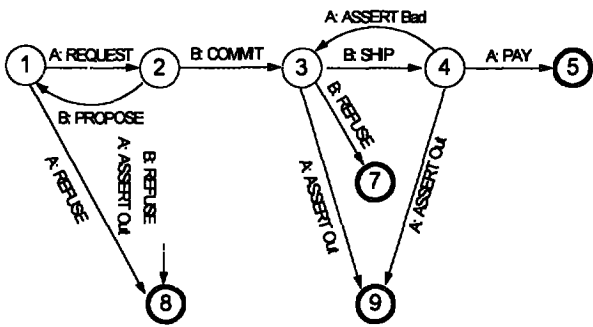 A: ASSERT Bad
1
A: REQUEST
2
B: COMMIT
3
B: SHIP
4
A: PAY
5
B: PROPOSE
A: REFUSE
A: ASSERT Out
B: REFUSE
B: REFUSE
7
A: ASSERT Out
A: ASSERT Out
8
9